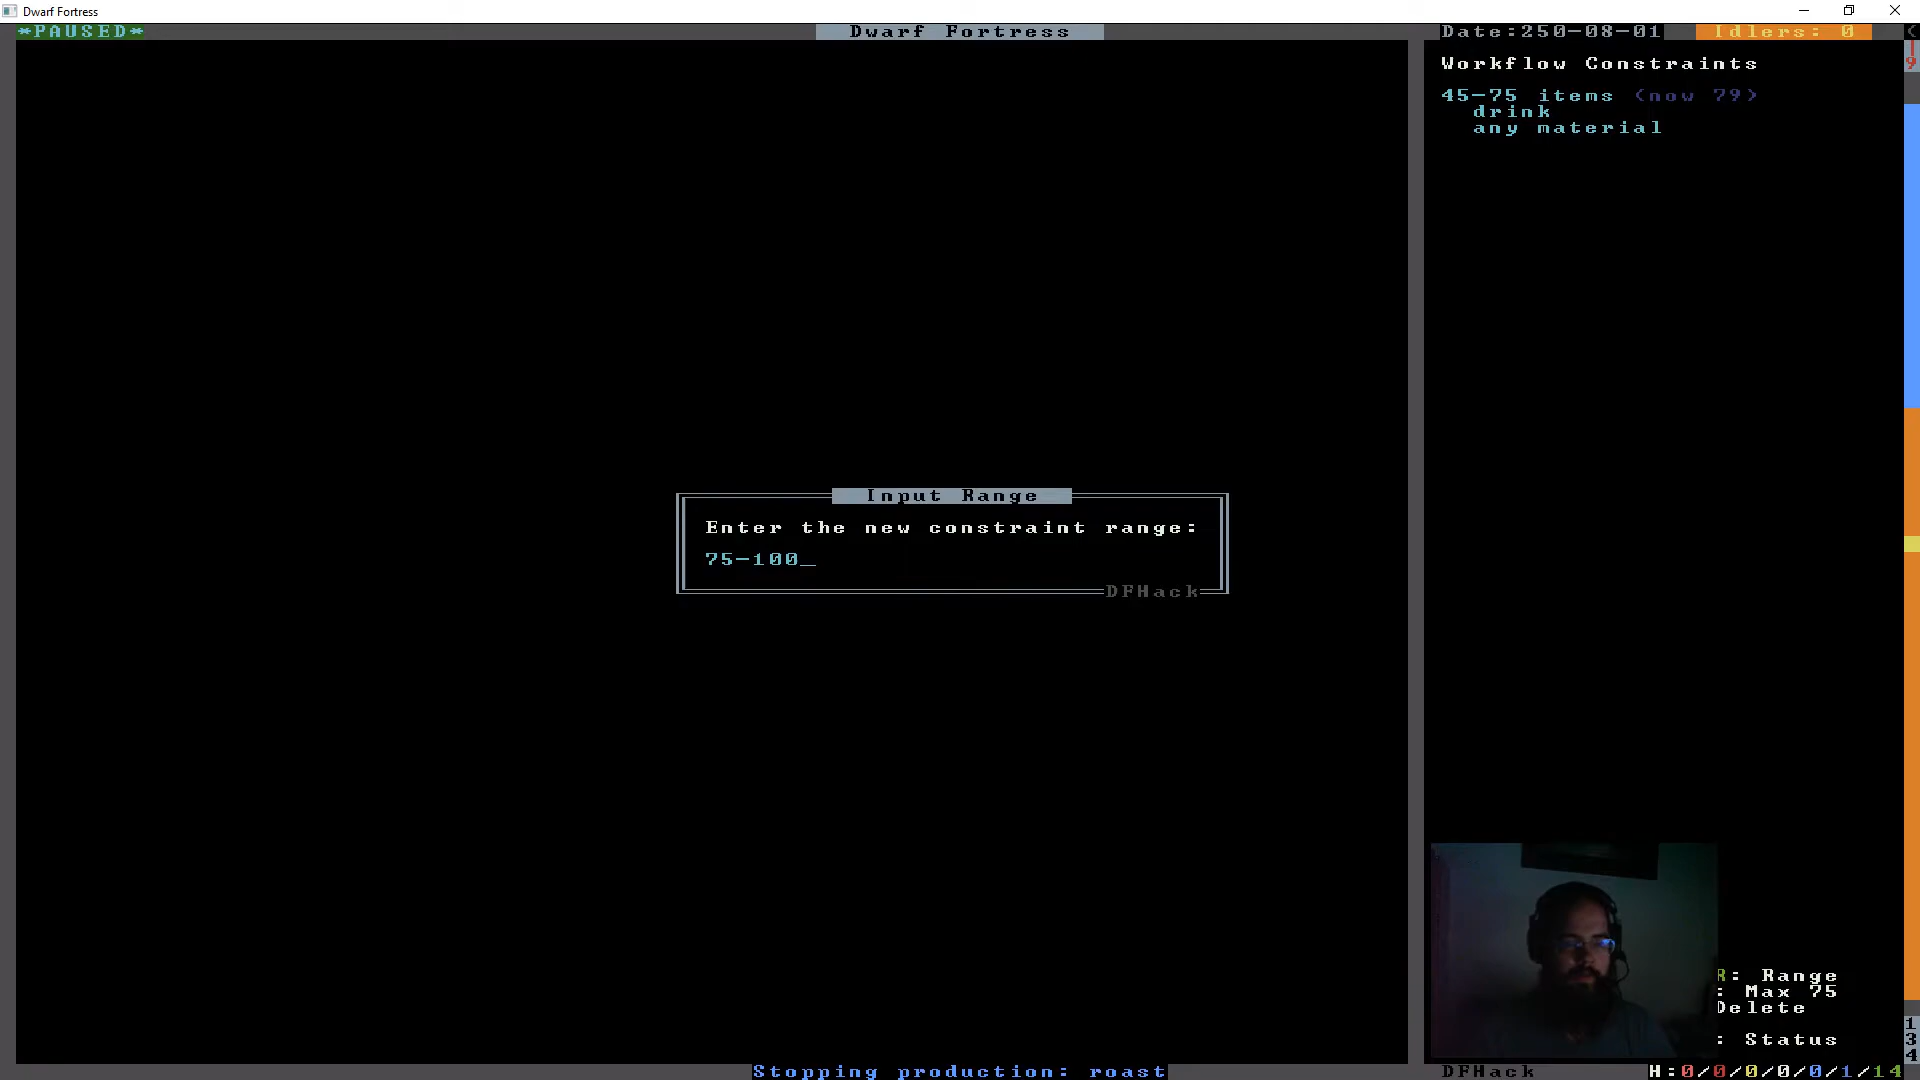 Dwarf Fortress
*PAUSED*
Dwarf Fortress
Date:250-08-01
Idlers: 0
Workflow Constraints
45-75 items (now 79)
drink
any material
Input Range
Enter the new constraint range:
75-100_
DFHack
R: Range
: Max 75
Delete
: Status
Stopping production: roast
DFHack
H:0/0/0/0/0/1/14